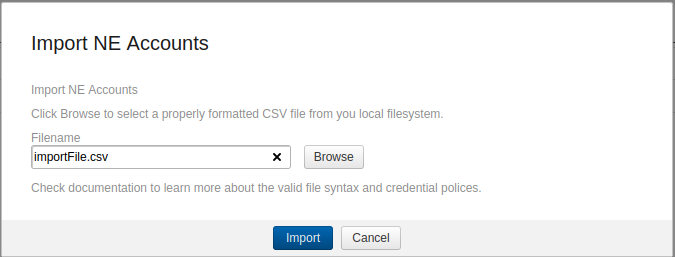 Import NE Accounts
Import NE Accounts
Click Browse to select a properly formatted CSV file from you local filesystem.
Filename
importFile.csv
Browse
Check documentation to learn more about the valid file syntax and credential polices.
Import
Cancel